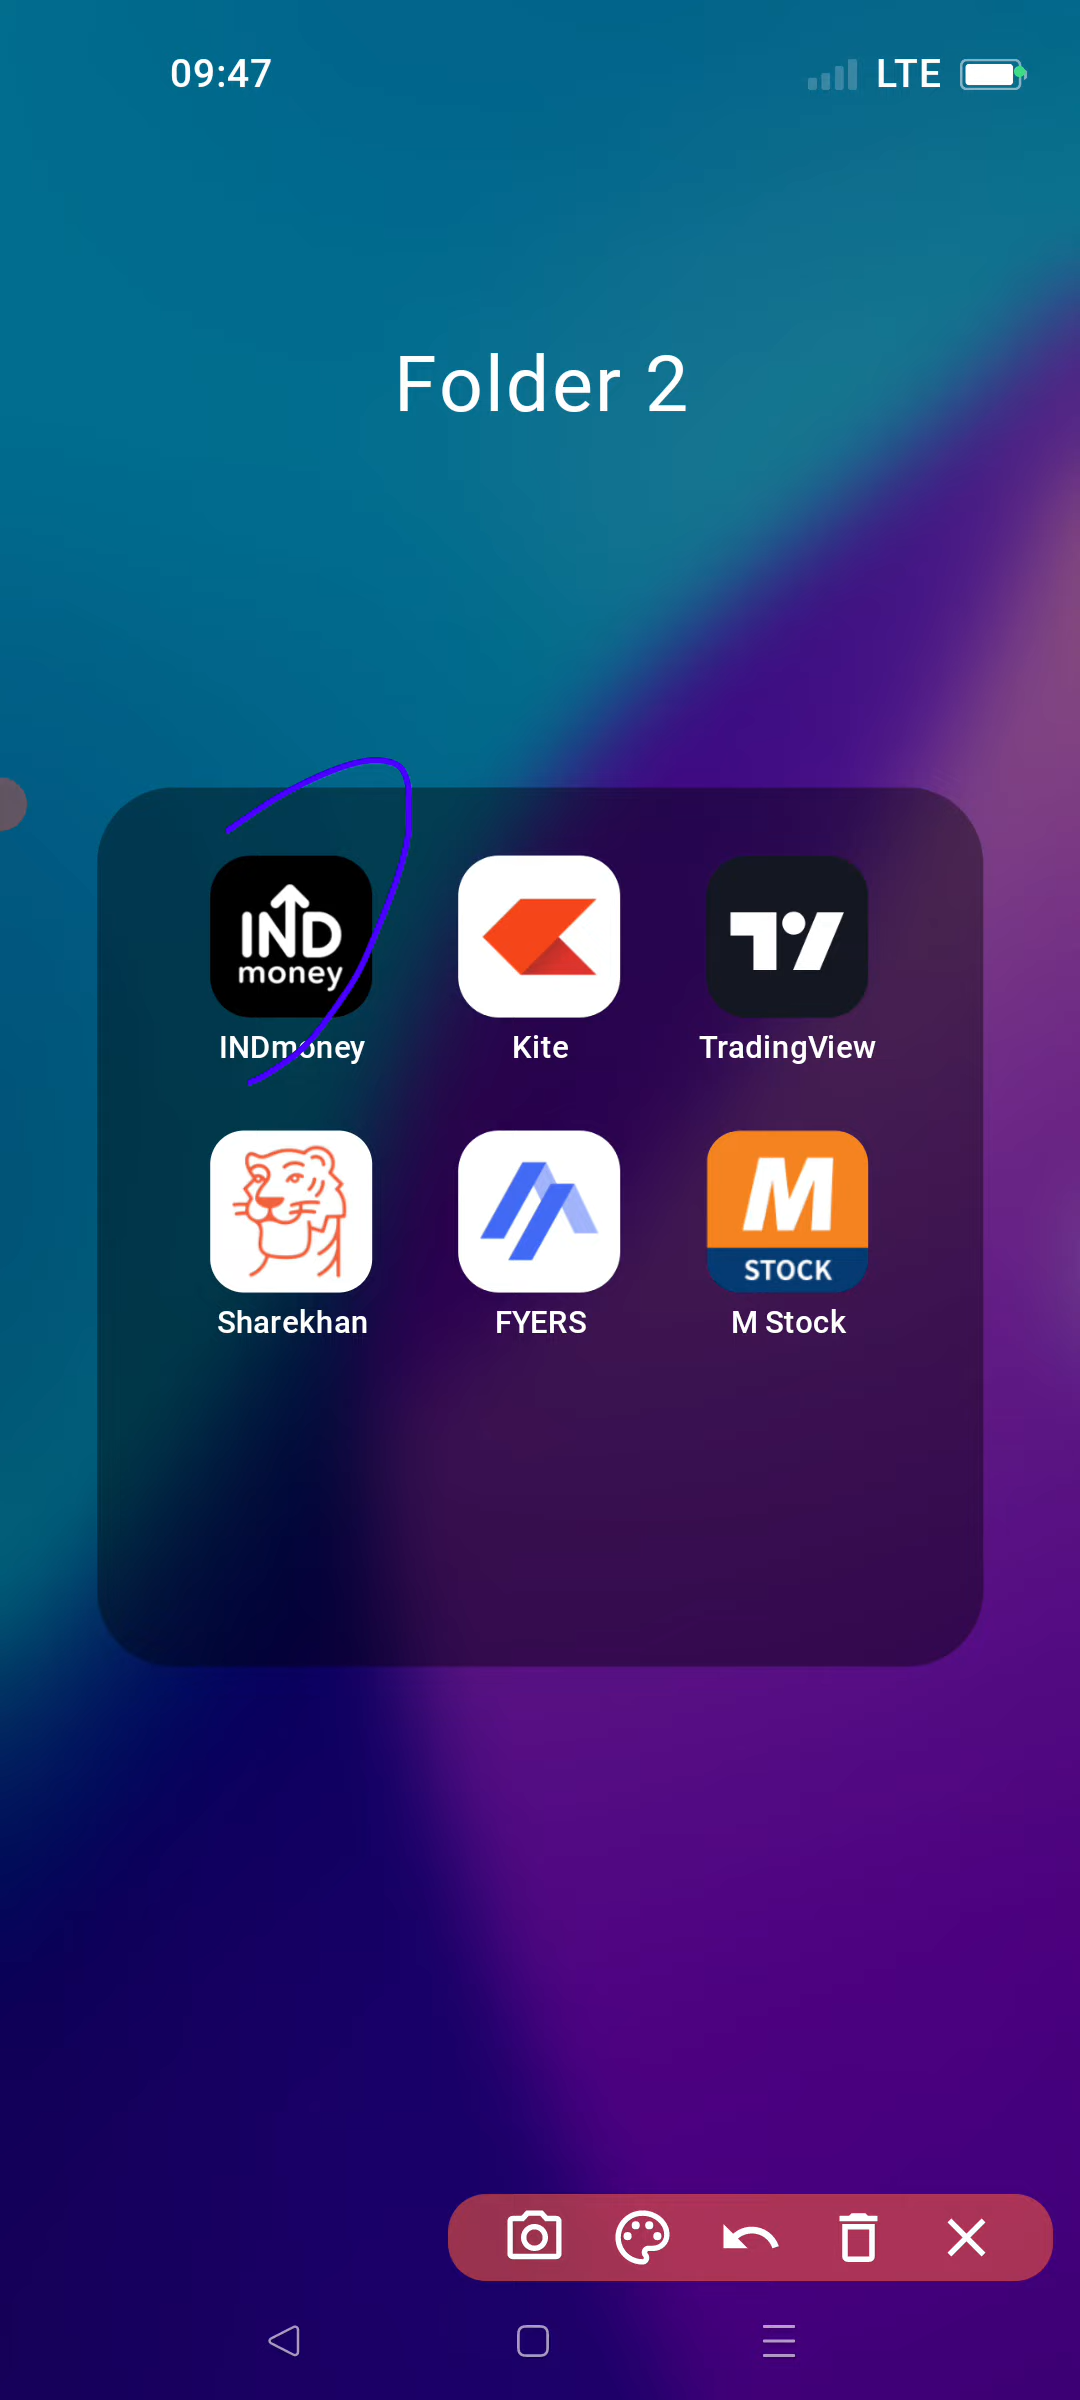 09:47 LTE
Folder 2
IND
money
INDmoney Kite TradingView
M
STOCK
Sharekhan FYERS M Stock